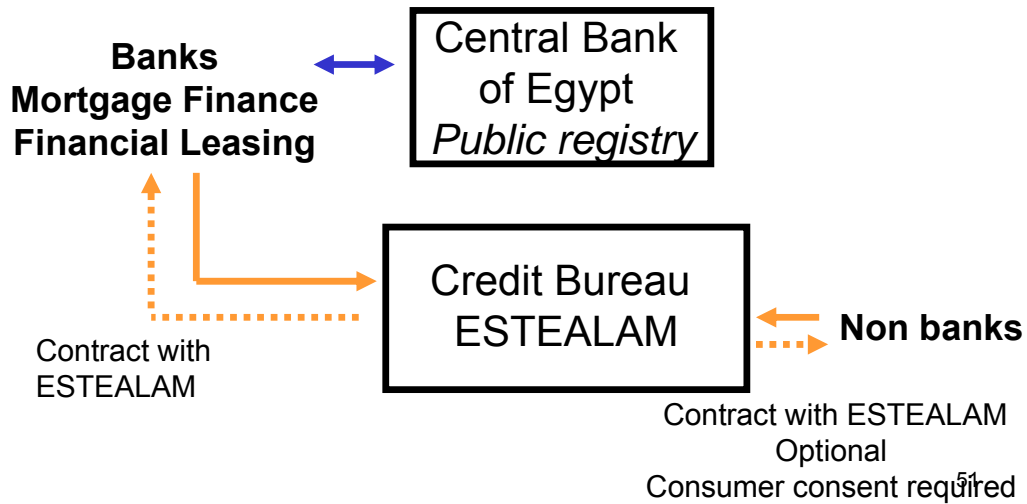 Banks
Mortgage Finance
Financial Leasing
Central Bank
of Egypt
Public registry
Credit Bureau
ESTEALAM
Non banks
Contract with
ESTEALAM
Contract with ESTEALAM
Optional
Consumer consent required
51